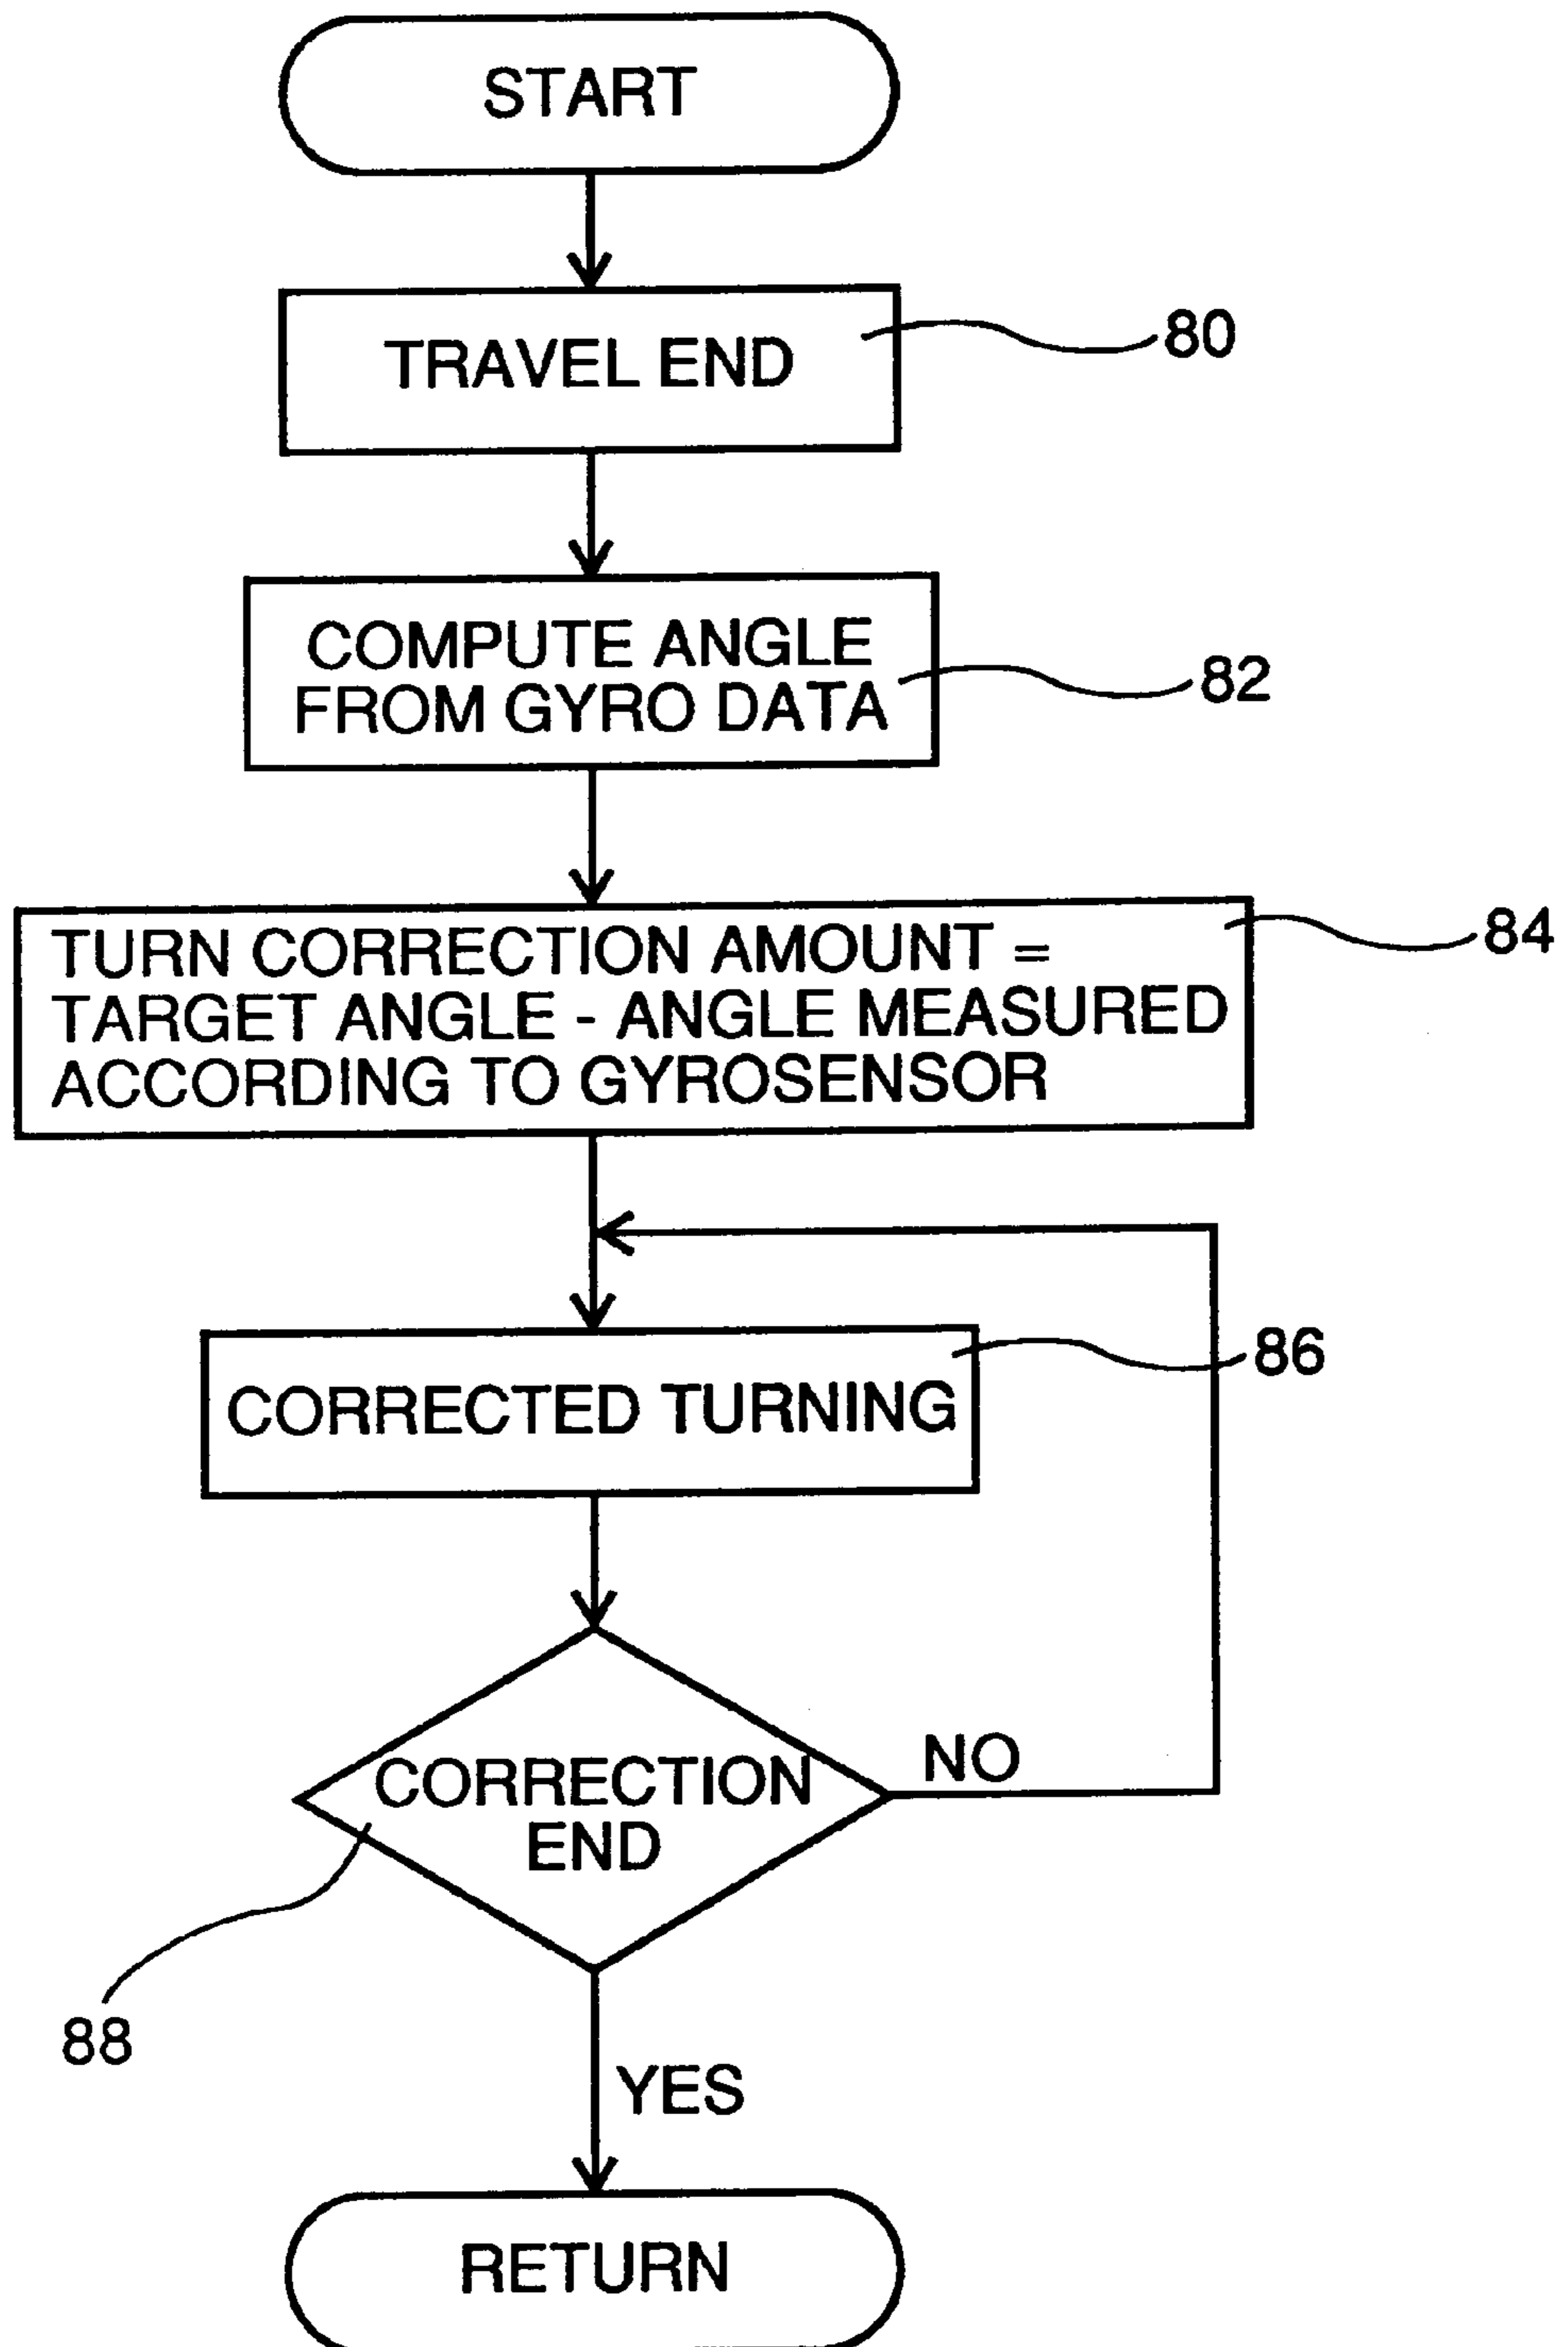 START
TRAVEL END
80
COMPUTE ANGLE
FROM GYRO DATA
82
TURN CORRECTION AMOUNT =
TARGET ANGLE - ANGLE MEASURED
ACCORDING TO GYROSENSOR
84
CORRECTED TURNING
86
CORRECTION
END
NO
88
YES
RETURN